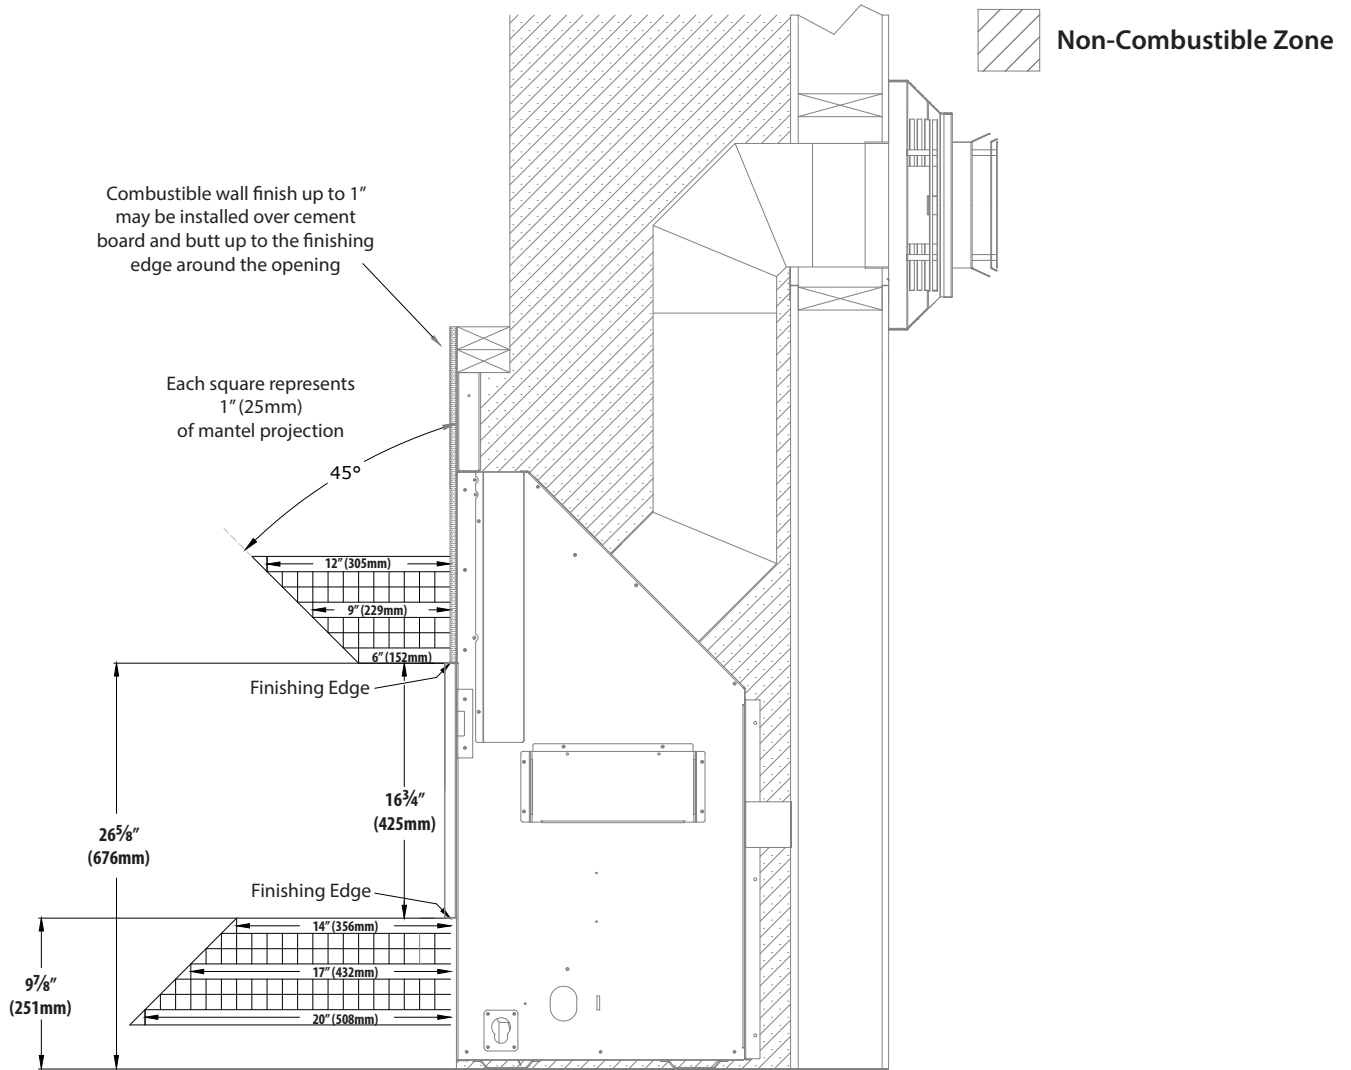 Non-Combustible Zone
Combustible wall finish up to 1″
may be installed over cement
board and butt up to the finishing
edge around the opening
Each square represents
1″ (25mm)
of mantel projection
45°
12″ (305mm)
9″ (229mm)
6″ (152mm)
Finishing Edge
16¾″
(425mm)
26⅝″
(676mm)
Finishing Edge
14″ (356mm)
17″ (432mm)
9⅞″
(251mm)
20″ (508mm)